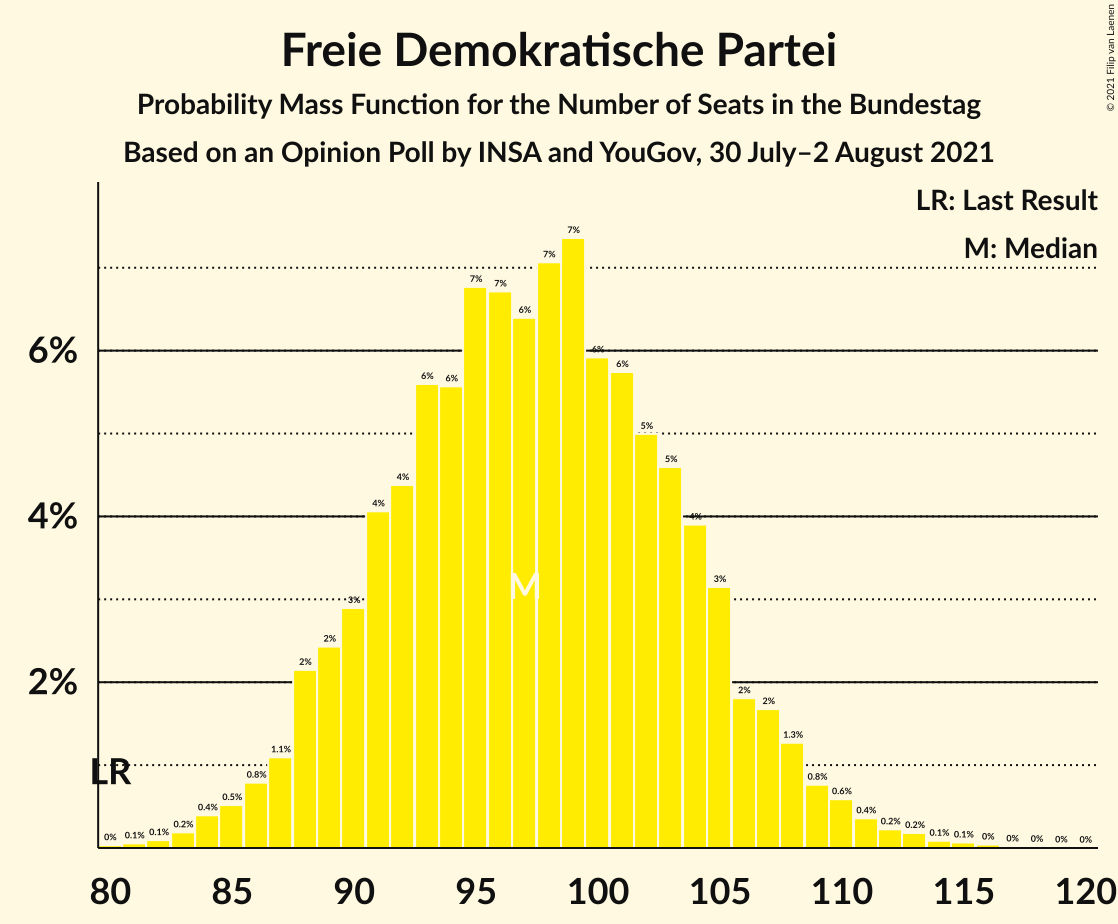 Freie Demokratische Partei
Probability Mass Function for the Number of Seats in the Bundestag
Based on an Opinion Poll by INSA and YouGov, 30 July–2 August 2021
© 2021 Filip van Laenen
LR: Last Result
M: Median
6%
4%
2%
LR
M
0% 0.1% 0.1% 0.2% 0.4% 0.5% 0.8% 1.1% 2% 2% 3% 4% 4% 6% 6% 7% 7% 6% 7% 7% 6% 6% 5% 5% 4% 3% 2% 2% 1.3% 0.8% 0.6% 0.4% 0.2% 0.2% 0.1% 0.1% 0% 0% 0% 0% 0%
80 85 90 95 100 105 110 115 120